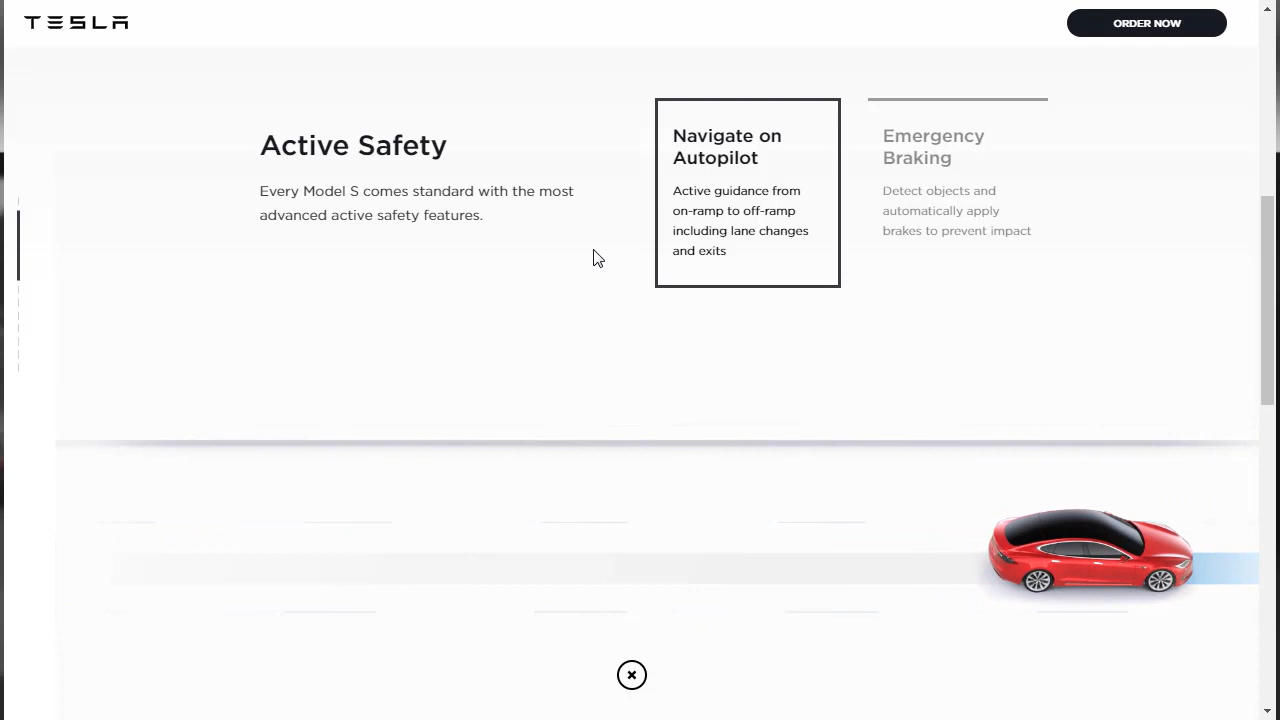 TESLA
ORDER NOW
Active Safety
Every Model S comes standard with the most
advanced active safety features.
Navigate on
Autopilot
Active guidance from
on-ramp to off-ramp
including lane changes
and exits
Emergency
Braking
Detect objects and
automatically apply
brakes to prevent impact